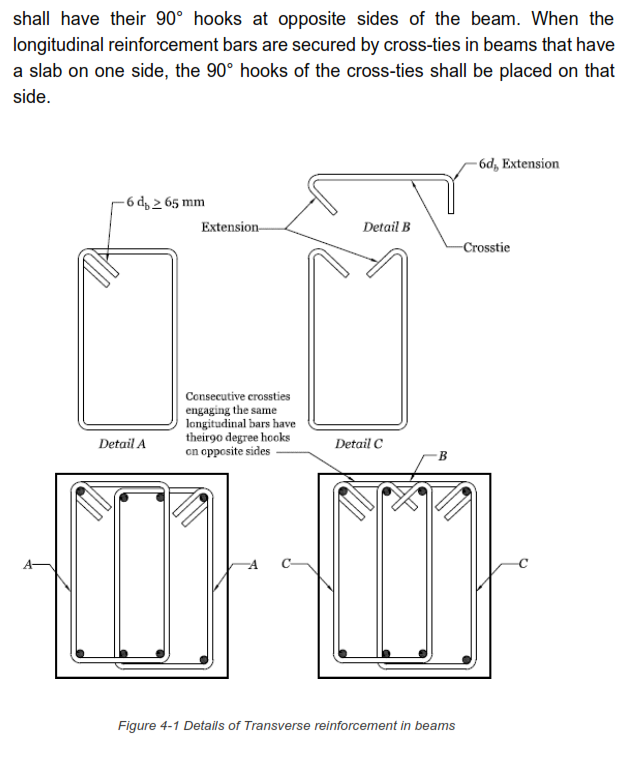 shall have their 90° hooks at opposite sides of the beam. When the
longitudinal reinforcement bars are secured by cross-ties in beams that have
a slab on one side, the 90° hooks of the cross-ties shall be placed on that
side.
6d_b Extension
6 d_b ≥ 65 mm
Extension
Detail B
Crosstie
Consecutive crossties
engaging the same
longitudinal bars have
their90 degree hooks
on opposite sides
Detail A
Detail C
B
A
A
C
C
Figure 4-1 Details of Transverse reinforcement in beams